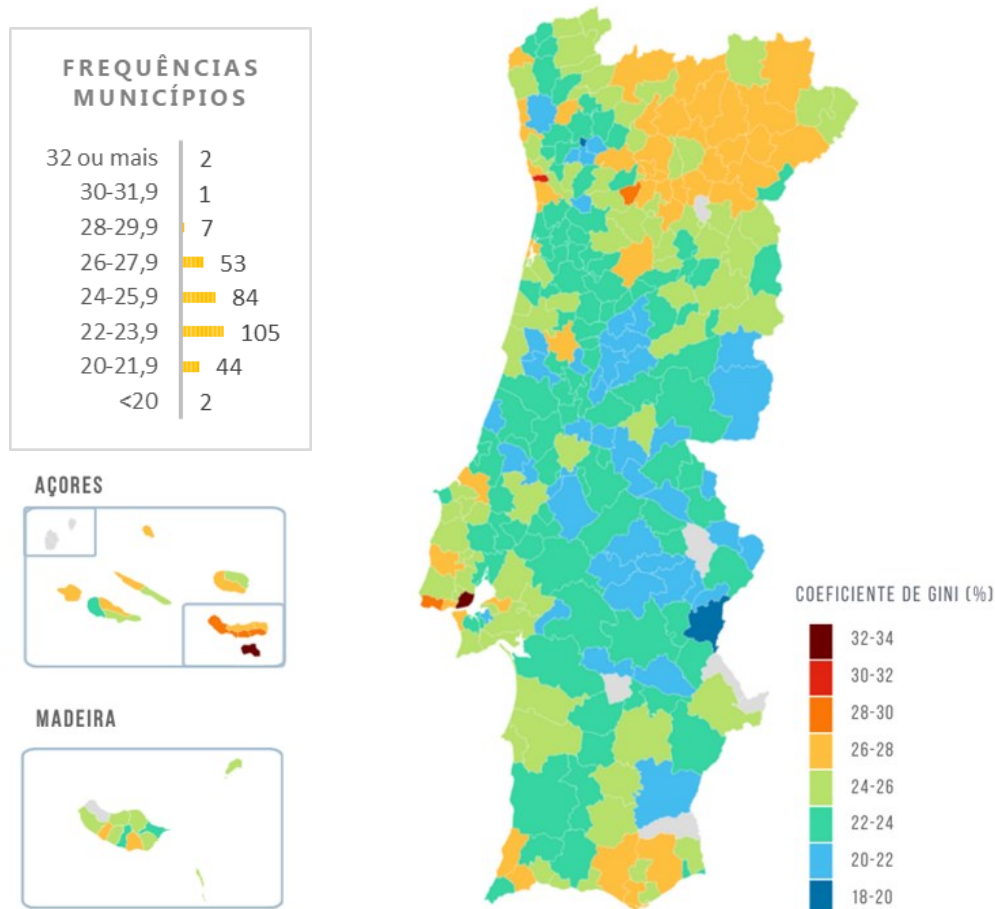 FREQUÊNCIAS
MUNICÍPIOS
32 ou mais 2
30-31,9 1
28-29,9 7
26-27,9 53
24-25,9 84
22-23,9 105
20-21,9 44
<20 2
AÇORES
MADEIRA
COEFICIENTE DE GINI (%)
32-34
30-32
28-30
26-28
24-26
22-24
20-22
18-20